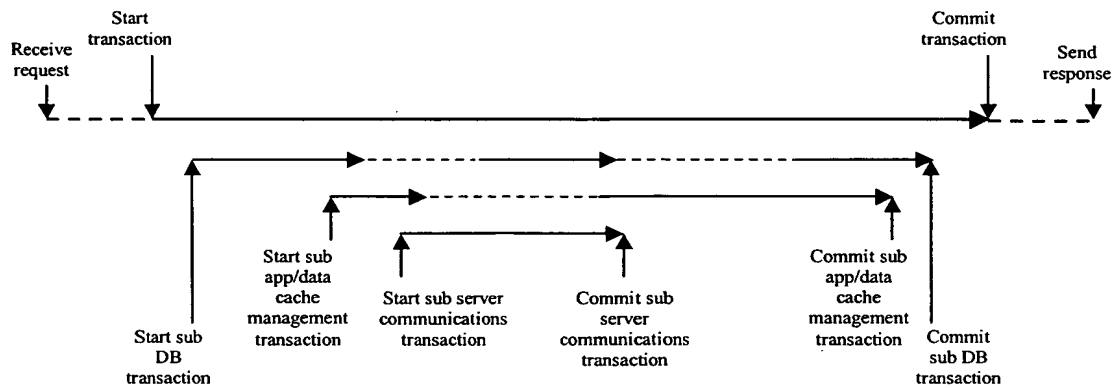 Start
transaction
Commit
transaction
Receive
request
Send
response
Start sub
app/data
cache
management
transaction
Start sub server
communications
transaction
Commit sub
server
communications
transaction
Commit sub
app/data
cache
management
transaction
Start sub
DB
transaction
Commit
sub DB
transaction